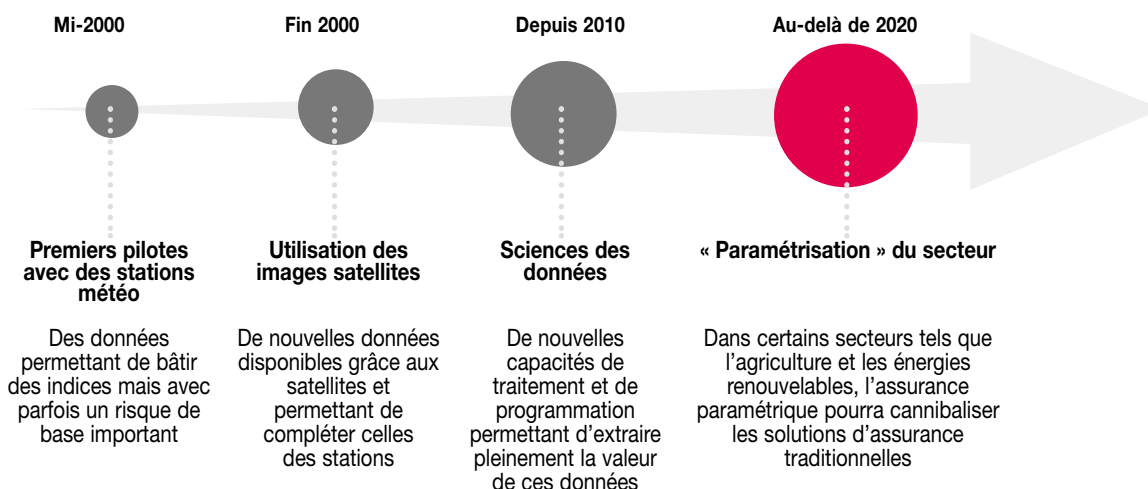 Mi-2000
Fin 2000
Depuis 2010
Au-delà de 2020
Premiers pilotes
avec des stations
météo
Des données
permettant de bâtir
des indices mais avec
parfois un risque de
base important
Utilisation des
images satellites
De nouvelles données
disponibles grâce aux
satellites et
permettant de
compléter celles
des stations
Sciences des
données
De nouvelles
capacités de
traitement et de
programmation
permettant d’extraire
pleinement la valeur
de ces données
« Paramétrisation » du secteur
Dans certains secteurs tels que
l’agriculture et les énergies
renouvelables, l’assurance
paramétrique pourra cannibaliser
les solutions d’assurance
traditionnelles